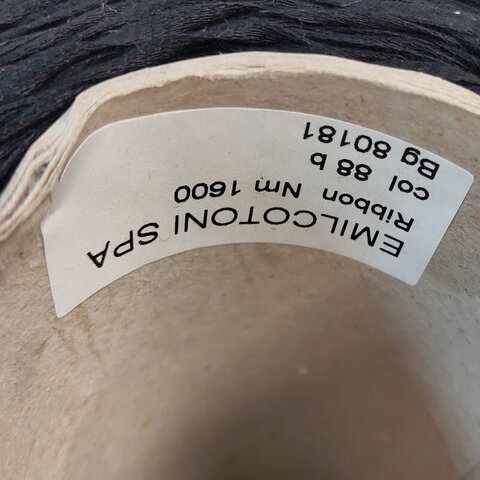 EMILCOTONI SPA
Ribbon Nm 1600
col 88 b
Bg 80181